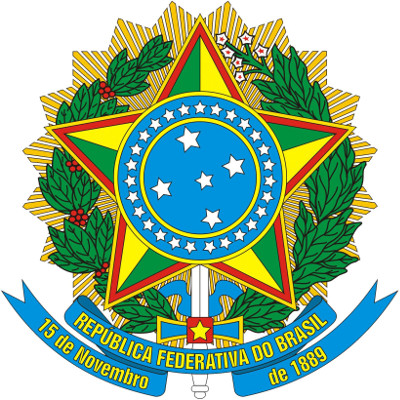 REPUBLICA FEDERATIVA DO BRASIL
15 de Novembro
de 1889